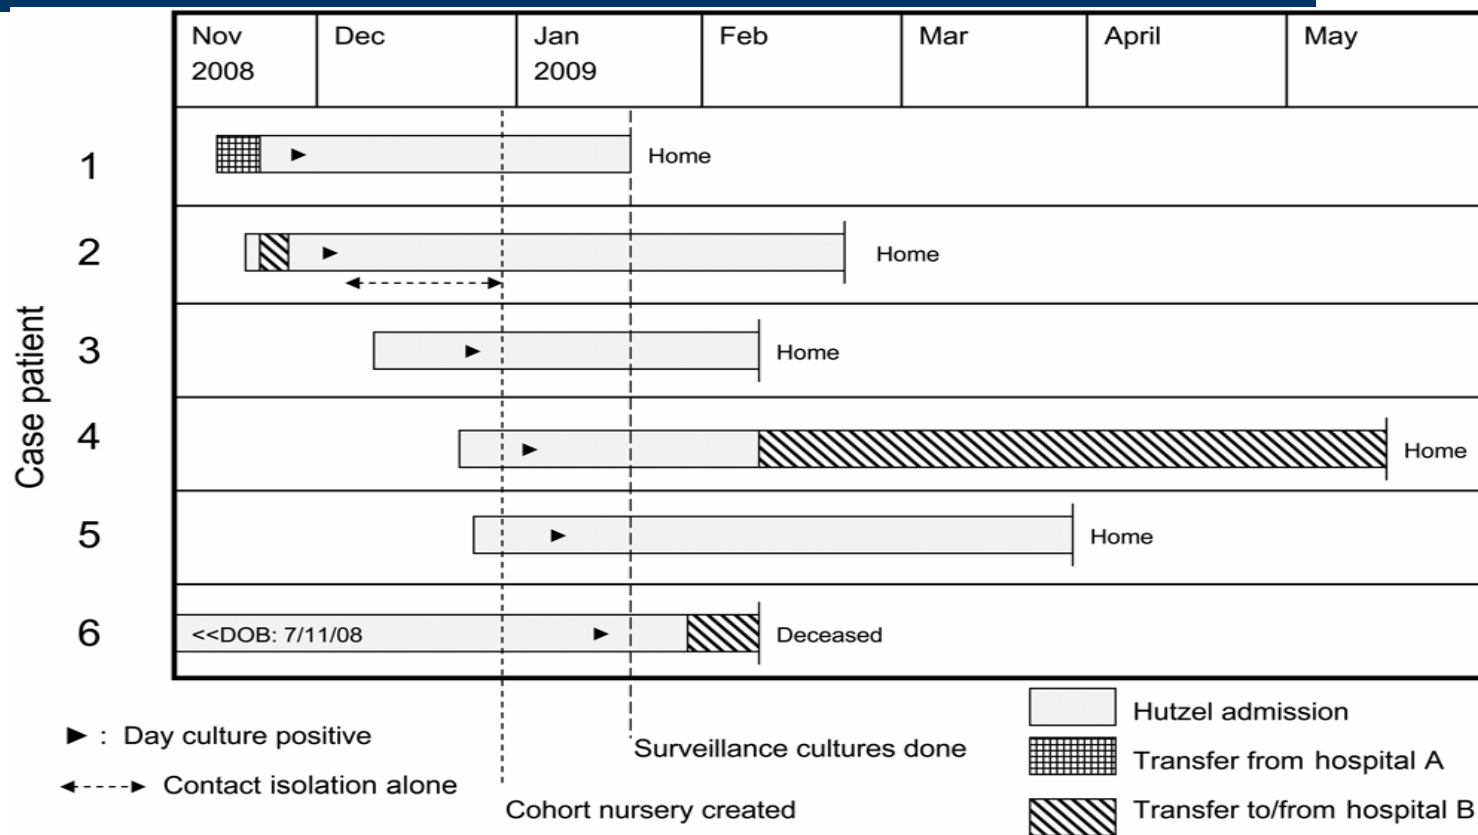 Nov 2008
Dec
Jan 2009
Feb
Mar
April
May
Case patient
1
Home
2
Home
3
Home
4
Home
5
Home
6
<<DOB: 7/11/08
Deceased
► : Day culture positive
Contact isolation alone
Surveillance cultures done
Cohort nursery created
Hutzel admission
Transfer from hospital A
Transfer to/from hospital B